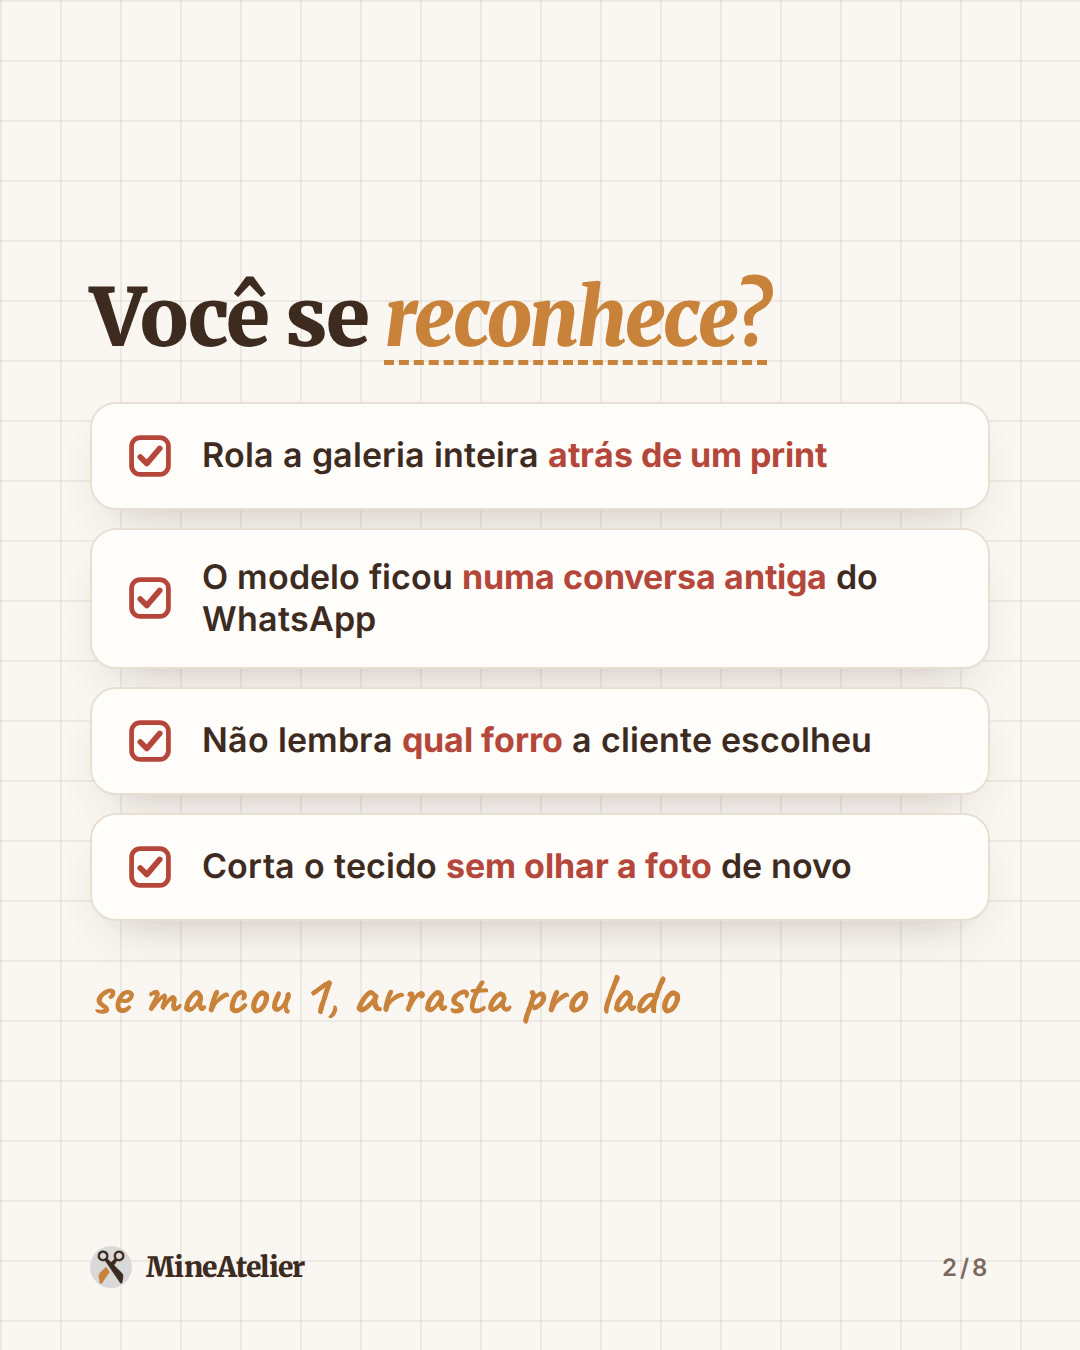 Você se reconhece?
Rola a galeria inteira atrás de um print
O modelo ficou numa conversa antiga do
WhatsApp
Não lembra qual forro a cliente escolheu
Corta o tecido sem olhar a foto de novo
se marcou 1, arrasta pro lado
MineAtelier
2/8